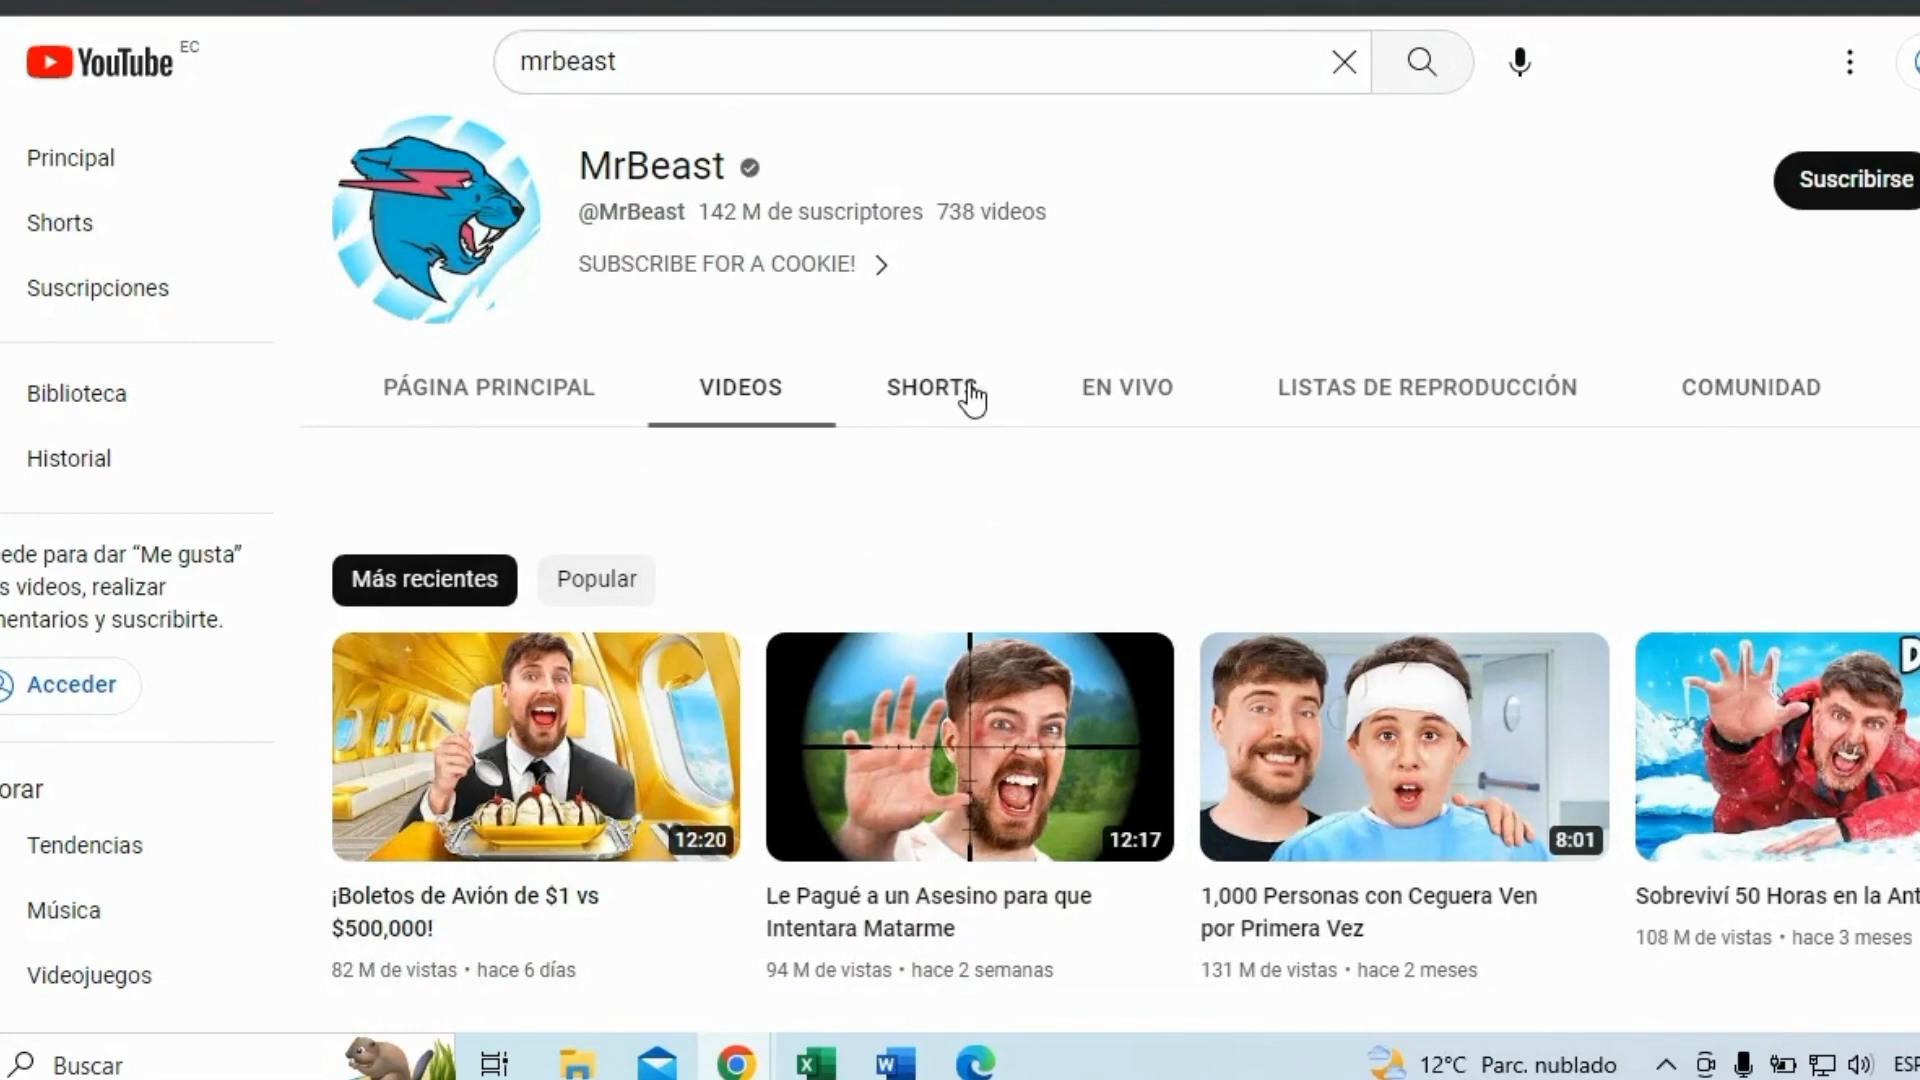 YouTube EC
mrbeast
Principal
Shorts
Suscripciones
Biblioteca
Historial
ede para dar “Me gusta”
s videos, realizar
entarios y suscribirte.
Acceder
orar
Tendencias
Música
Videojuegos
MrBeast
@MrBeast 142 M de suscriptores 738 videos
SUBSCRIBE FOR A COOKIE!
Suscribirse
PÁGINA PRINCIPAL VIDEOS SHORTS EN VIVO LISTAS DE REPRODUCCIÓN COMUNIDAD
Más recientes Popular
12:20
¡Boletos de Avión de $1 vs
$500,000!
82 M de vistas • hace 6 días
12:17
Le Pagué a un Asesino para que
Intentara Matarme
94 M de vistas • hace 2 semanas
8:01
1,000 Personas con Ceguera Ven
por Primera Vez
131 M de vistas • hace 2 meses
D
Sobreviví 50 Horas en la Ant
108 M de vistas • hace 3 meses
Buscar
12°C Parc. nublado
ESP